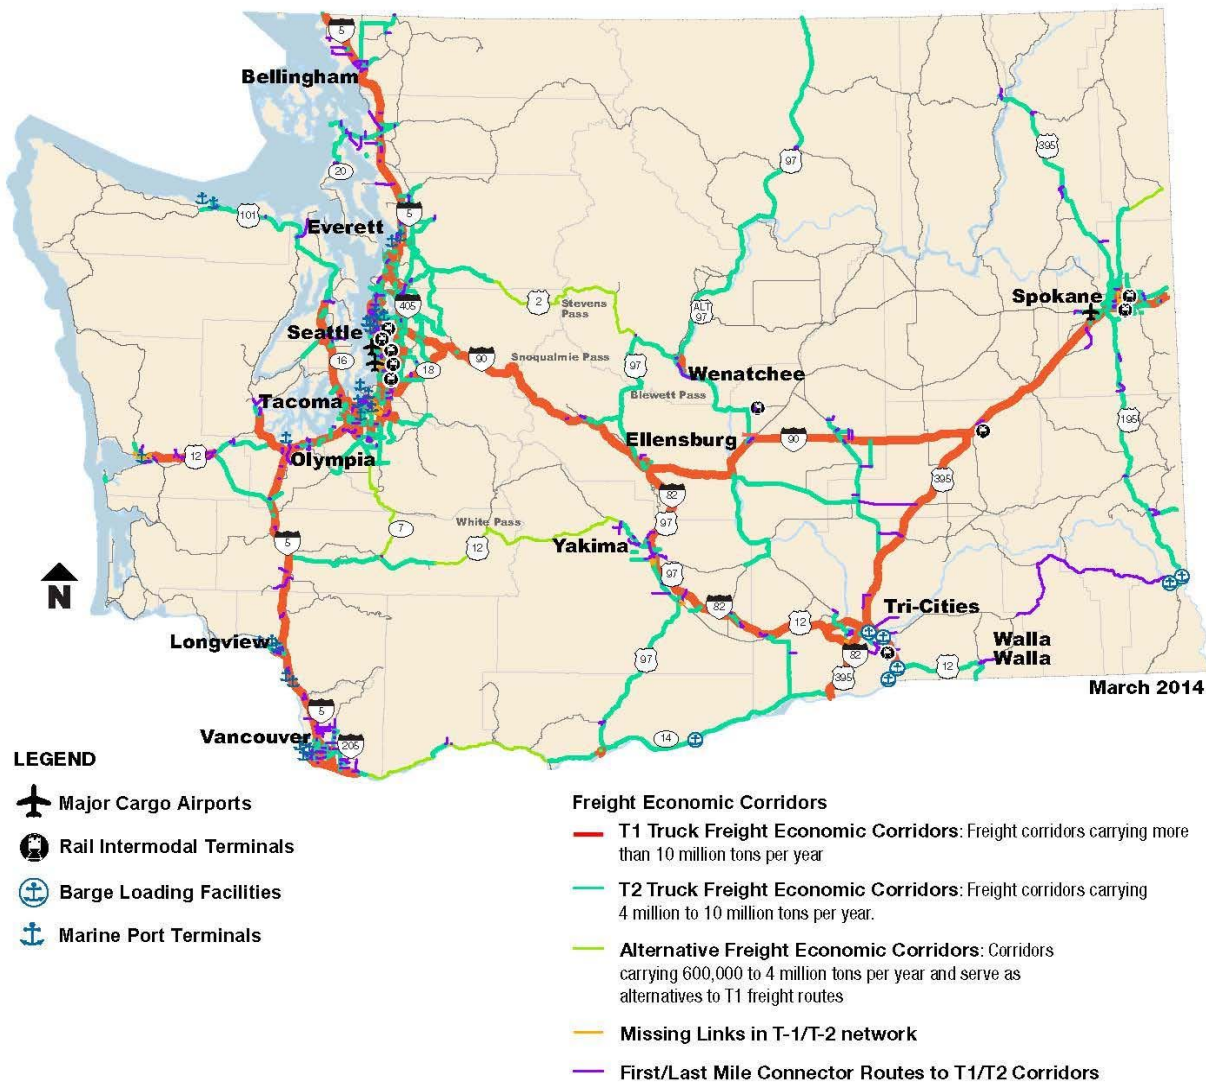 5
Bellingham
97
395
20
101
5
Everett
2
Stevens
Pass
ALT
97
405
Spokane
Seattle
Snoqualmie Pass
90
16
18
97
Wenatchee
Blewett Pass
Tacoma
195
Ellensburg
90
12
Olympia
395
82
7
White Pass
97
5
12
Yakima
97
N
82
12
Tri-Cities
Longview
97
82
Walla
Walla
12
395
March 2014
5
Vancouver
205
14
LEGEND
Major Cargo Airports
Rail Intermodal Terminals
Barge Loading Facilities
Marine Port Terminals
Freight Economic Corridors
T1 Truck Freight Economic Corridors: Freight corridors carrying more
than 10 million tons per year
T2 Truck Freight Economic Corridors: Freight corridors carrying
4 million to 10 million tons per year.
Alternative Freight Economic Corridors: Corridors
carrying 600,000 to 4 million tons per year and serve as
alternatives to T1 freight routes
Missing Links in T-1/T-2 network
First/Last Mile Connector Routes to T1/T2 Corridors